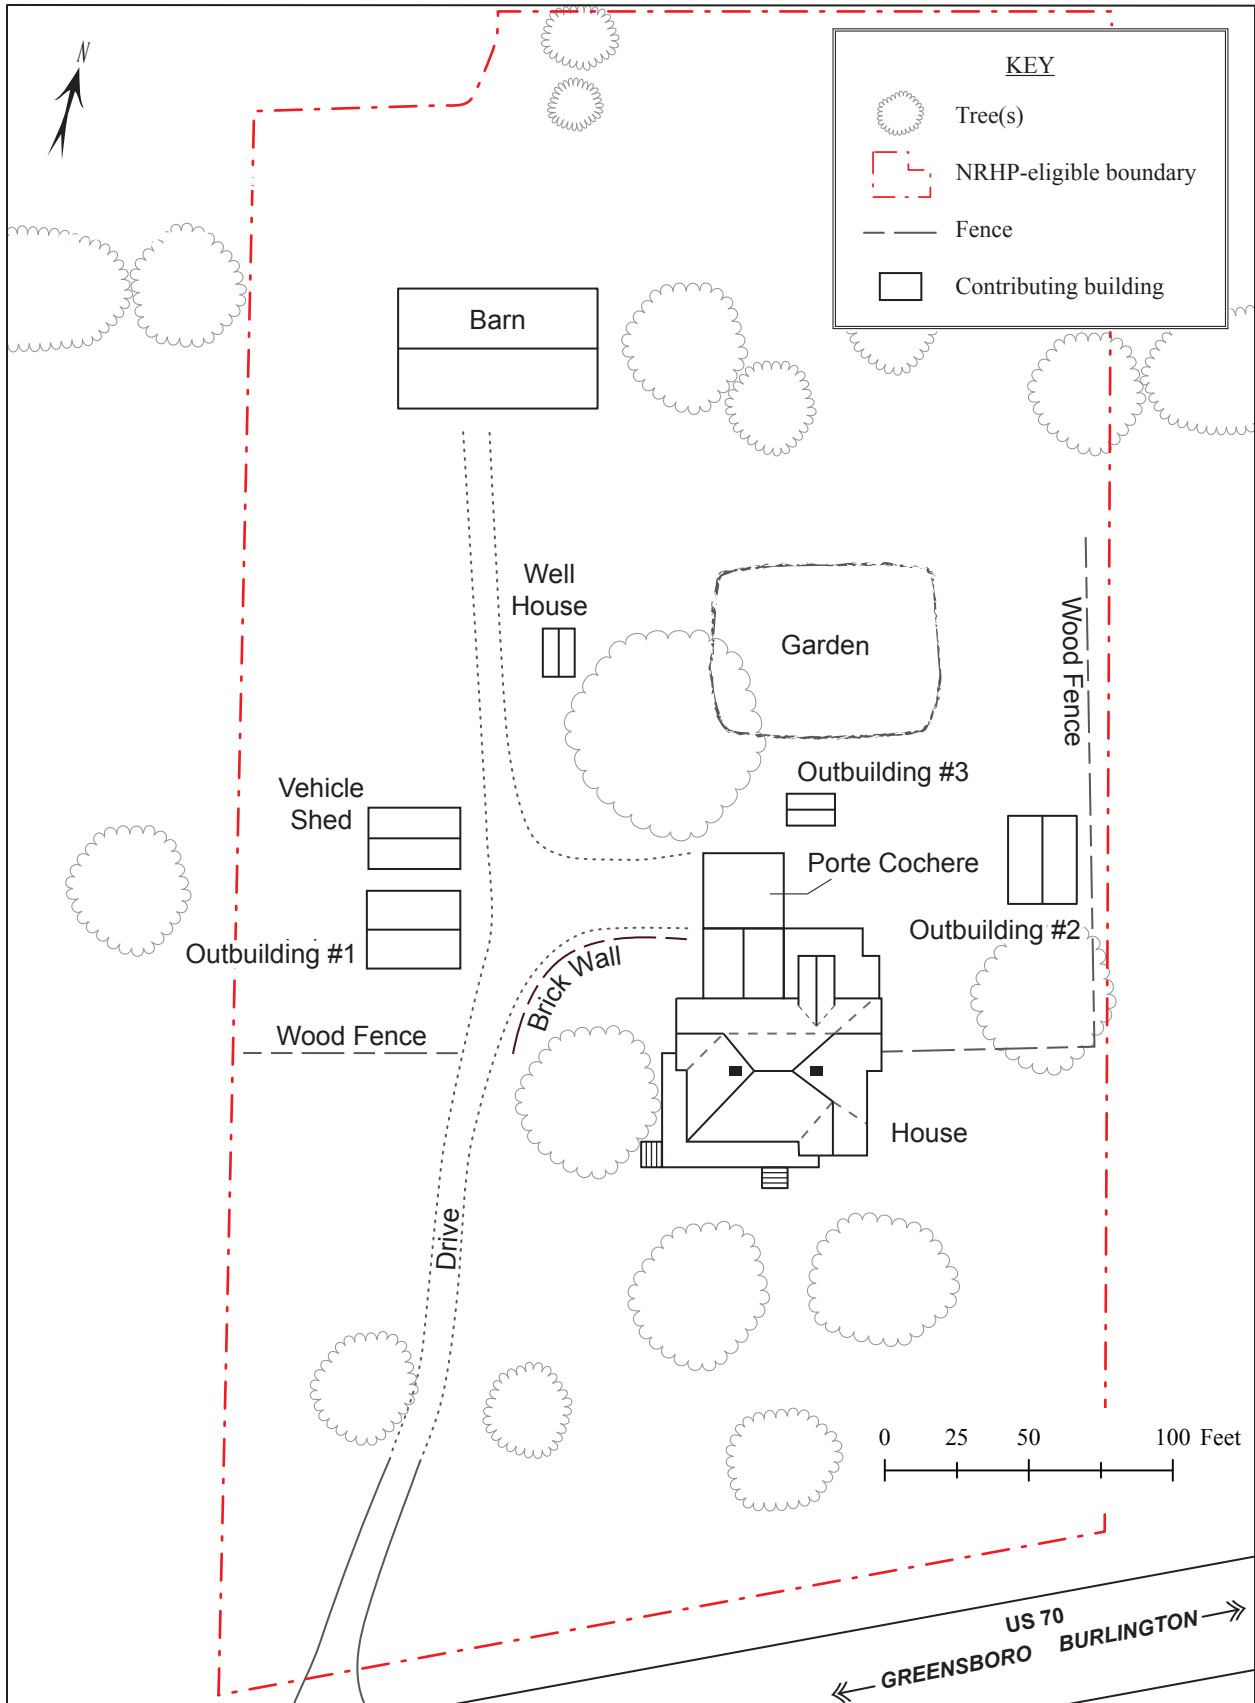 N
KEY
Tree(s)
NRHP-eligible boundary
Fence
Contributing building
Barn
Well
House
Garden
Wood Fence
Vehicle
Shed
Outbuilding #3
Porte Cochere
Outbuilding #1
Outbuilding #2
Brick Wall
Wood Fence
House
Drive
0 25 50 100 Feet
US 70
GREENSBORO BURLINGTON